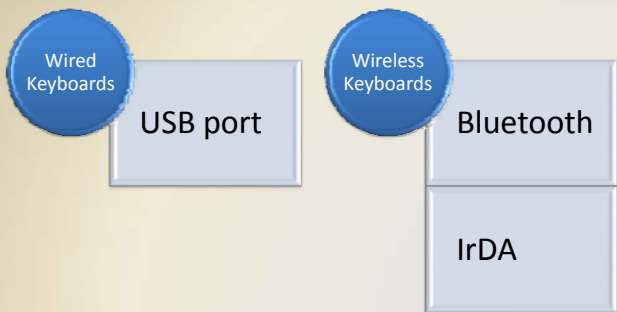 Wired
Keyboards
USB port
Wireless
Keyboards
Bluetooth
IrDA